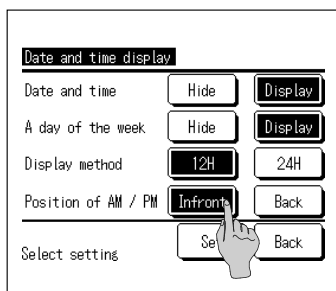 Date and time display
Date and time Hide Display
A day of the week Hide Display
Display method 12H 24H
Position of AM / PM Infront Back
Select setting Back